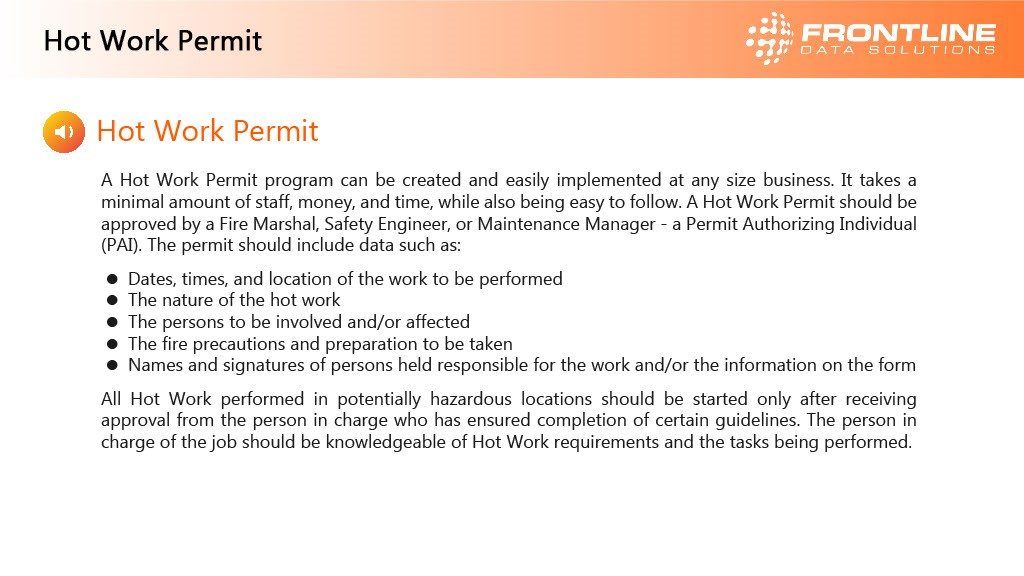 Hot Work Permit
FRONTLINE
DATA SOLUTIONS
Hot Work Permit
A Hot Work Permit program can be created and easily implemented at any size business. It takes a
minimal amount of staff, money, and time, while also being easy to follow. A Hot Work Permit should be
approved by a Fire Marshal, Safety Engineer, or Maintenance Manager - a Permit Authorizing Individual
(PAI). The permit should include data such as:
● Dates, times, and location of the work to be performed
● The nature of the hot work
● The persons to be involved and/or affected
● The fire precautions and preparation to be taken
● Names and signatures of persons held responsible for the work and/or the information on the form
All Hot Work performed in potentially hazardous locations should be started only after receiving
approval from the person in charge who has ensured completion of certain guidelines. The person in
charge of the job should be knowledgeable of Hot Work requirements and the tasks being performed.